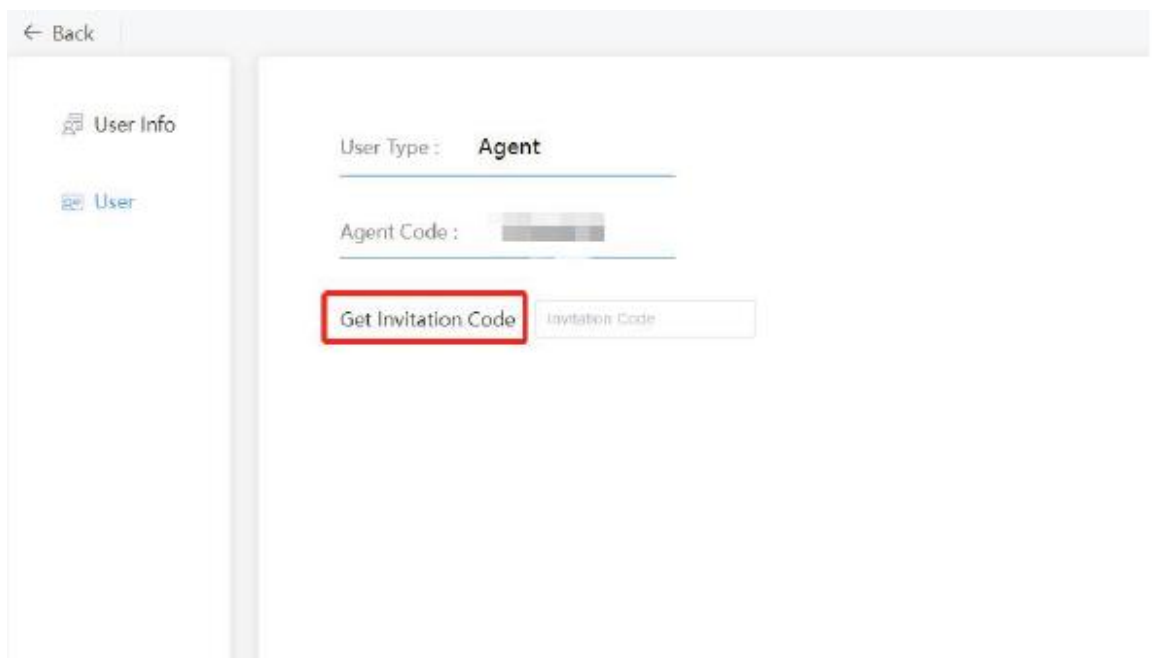 ← Back
User Info
User
User Type : Agent
Agent Code :
Get Invitation Code
Invitation Code